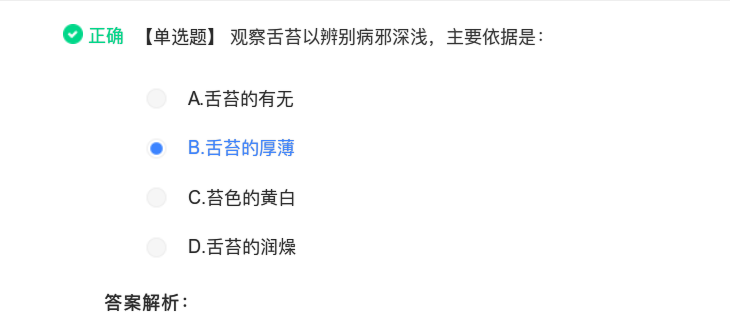 正确 【单选题】 观察舌苔以辨别病邪深浅，主要依据是：
A.舌苔的有无
B.舌苔的厚薄
C.苔色的黄白
D.舌苔的润燥
答案解析：